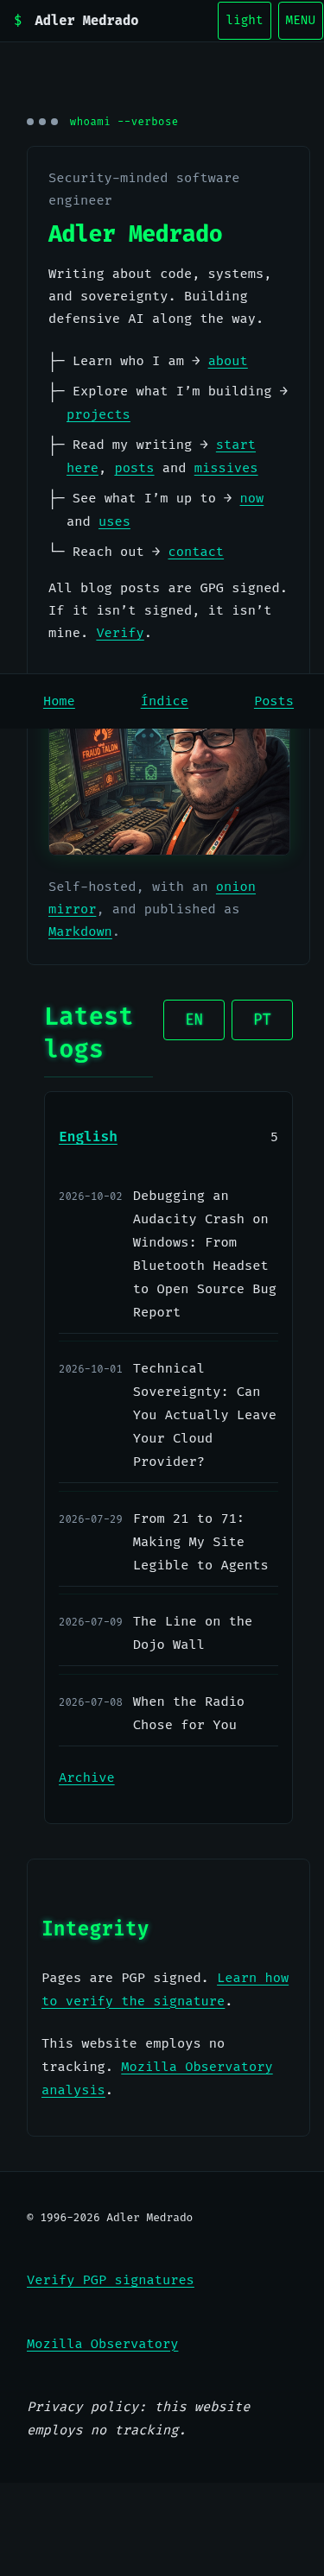 $ Adler Medrado light MENU
whoami --verbose
Security-minded software
engineer
Adler Medrado
Writing about code, systems,
and sovereignty. Building
defensive AI along the way.
├─ Learn who I am → about
├─ Explore what I’m building →
projects
├─ Read my writing → start
here, posts and missives
├─ See what I’m up to → now
and uses
└─ Reach out → contact
All blog posts are GPG signed.
If it isn’t signed, it isn’t
mine. Verify.
Home Índice Posts
FRAUD TALON
Self-hosted, with an onion
mirror, and published as
Markdown.
Latest
logs
EN PT
English 5
2026-10-02 Debugging an
Audacity Crash on
Windows: From
Bluetooth Headset
to Open Source Bug
Report
2026-10-01 Technical
Sovereignty: Can
You Actually Leave
Your Cloud
Provider?
2026-07-29 From 21 to 71:
Making My Site
Legible to Agents
2026-07-09 The Line on the
Dojo Wall
2026-07-08 When the Radio
Chose for You
Archive
Integrity
Pages are PGP signed. Learn how
to verify the signature.
This website employs no
tracking. Mozilla Observatory
analysis.
© 1996-2026 Adler Medrado
Verify PGP signatures
Mozilla Observatory
Privacy policy: this website
employs no tracking.